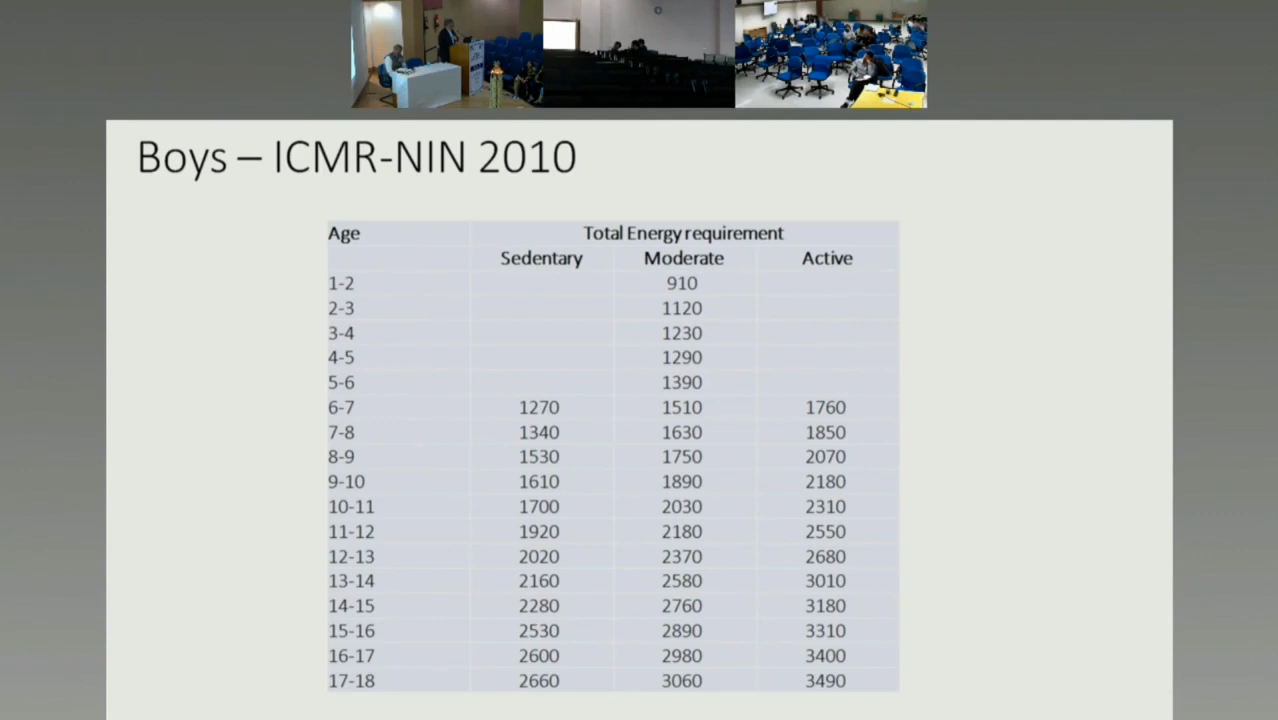 Boys – ICMR-NIN 2010
Age Total Energy requirement
Sedentary Moderate Active
1-2 910
2-3 1120
3-4 1230
4-5 1290
5-6 1390
6-7 1270 1510 1760
7-8 1340 1630 1850
8-9 1530 1750 2070
9-10 1610 1890 2180
10-11 1700 2030 2310
11-12 1920 2180 2550
12-13 2020 2370 2680
13-14 2160 2580 3010
14-15 2280 2760 3180
15-16 2530 2890 3310
16-17 2600 2980 3400
17-18 2660 3060 3490